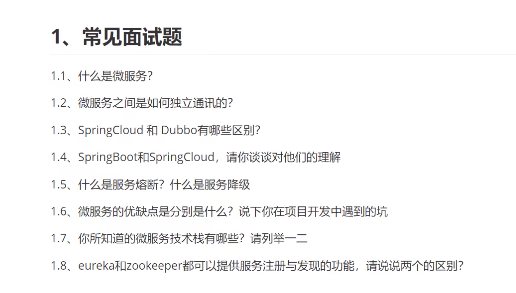 1、常见面试题
1.1、什么是微服务？
1.2、微服务之间是如何独立通讯的？
1.3、SpringCloud 和 Dubbo有哪些区别？
1.4、SpringBoot和SpringCloud，请你谈谈对他们的理解
1.5、什么是服务熔断？什么是服务降级
1.6、微服务的优缺点是分别是什么？说下你在项目开发中遇到的坑
1.7、你所知道的微服务技术栈有哪些？请列举一二
1.8、eureka和zookeeper都可以提供服务注册与发现的功能，请说说两个的区别？